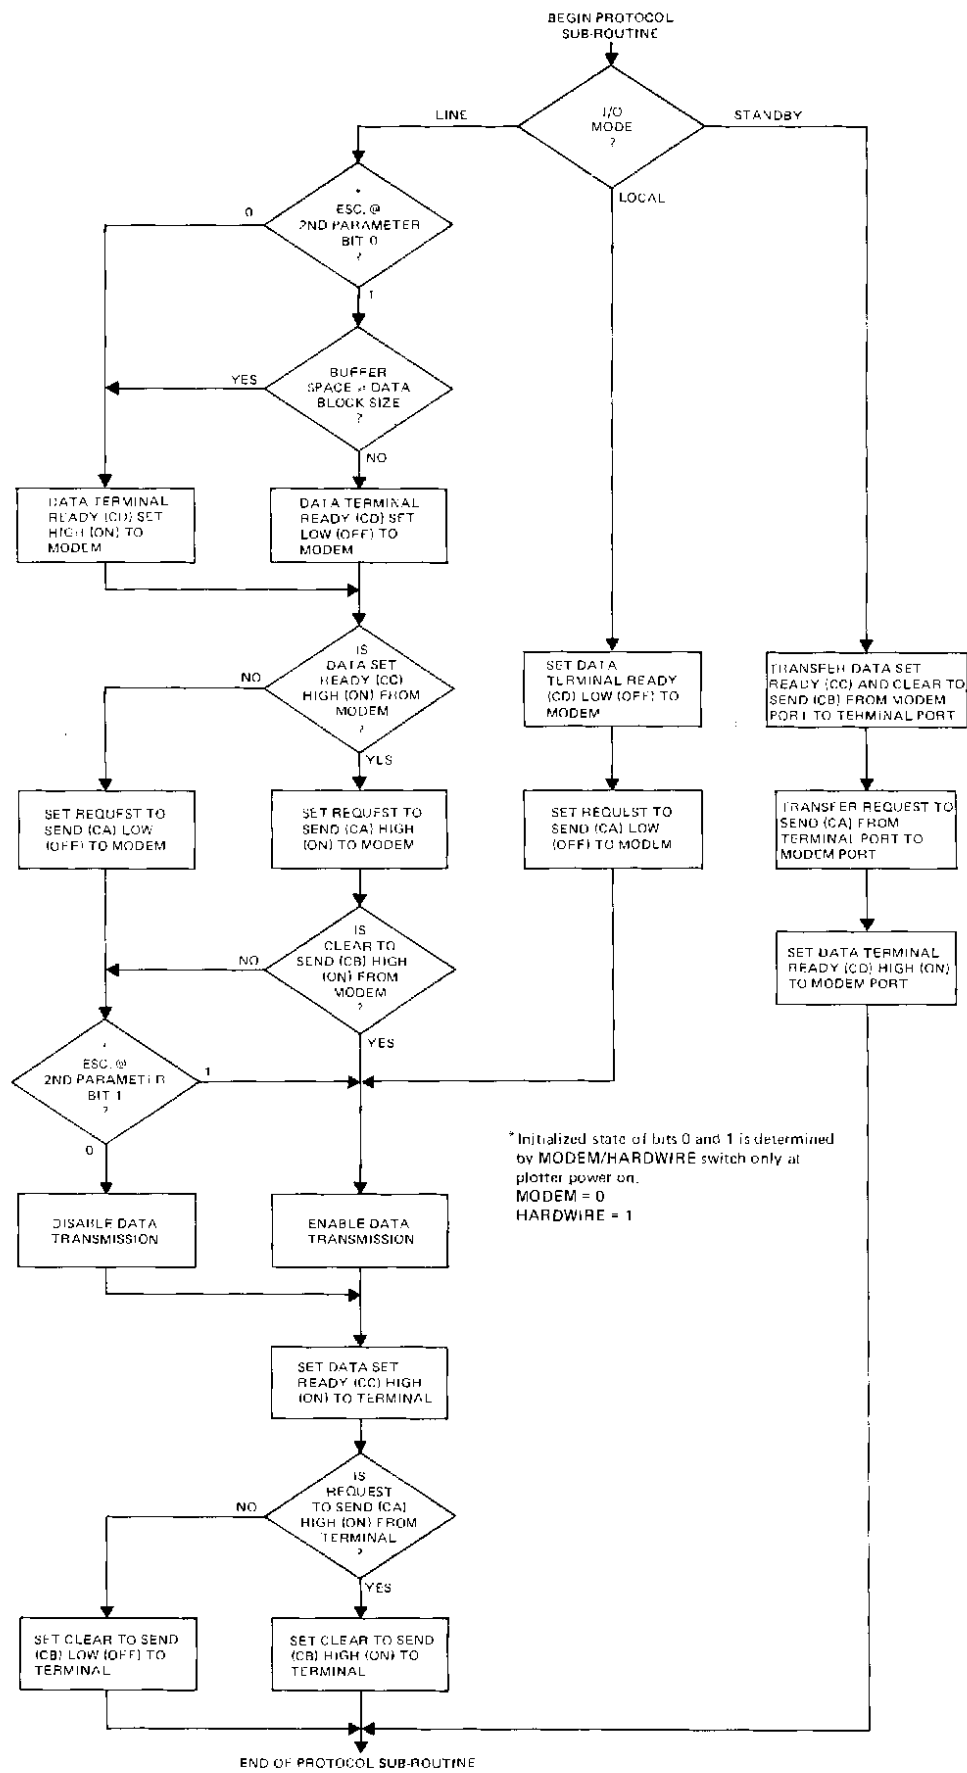 BEGIN PROTOCOL
SUB-ROUTINE
I/O
MODE
?
LINE
STANDBY
LOCAL
*
ESC. @
2ND PARAMETER
BIT 0
?
0
1
BUFFER
SPACE DATA
BLOCK SIZE
?
YES
NO
DATA TERMINAL
READY (CD) SET
HIGH (ON) TO
MODEM
DATA TERMINAL
READY (CD) SET
LOW (OFF) TO
MODEM
IS
DATA SET
READY (CC)
HIGH (ON) FROM
MODEM
?
NO
YES
SET DATA
TERMINAL READY
(CD) LOW (OFF) TO
MODEM
TRANSFER DATA SET
READY (CC) AND CLEAR TO
SEND (CB) FROM MODEM
PORT TO TERMINAL PORT
SET REQUEST TO
SEND (CA) LOW
(OFF) TO MODEM
SET REQUEST TO
SEND (CA) HIGH
(ON) TO MODEM
SET REQUEST TO
SEND (CA) LOW
(OFF) TO MODEM
TRANSFER REQUEST TO
SEND (CA) FROM
TERMINAL PORT TO
MODEM PORT
IS
CLEAR TO
SEND (CB) HIGH
(ON) FROM
MODEM
?
NO
YES
SET DATA TERMINAL
READY (CD) HIGH (ON)
TO MODEM PORT
*
ESC. @
2ND PARAMETER
BIT 1
?
1
0
* Initialized state of bits 0 and 1 is determined
by MODEM/HARDWIRE switch only at
plotter power on.
MODEM = 0
HARDWIRE = 1
DISABLE DATA
TRANSMISSION
ENABLE DATA
TRANSMISSION
SET DATA SET
READY (CC) HIGH
(ON) TO TERMINAL
IS
REQUEST
TO SEND (CA)
HIGH (ON) FROM
TERMINAL
?
NO
YES
SET CLEAR TO SEND
(CB) LOW (OFF) TO
TERMINAL
SET CLEAR TO SEND
(CB) HIGH (ON) TO
TERMINAL
END OF PROTOCOL SUB-ROUTINE